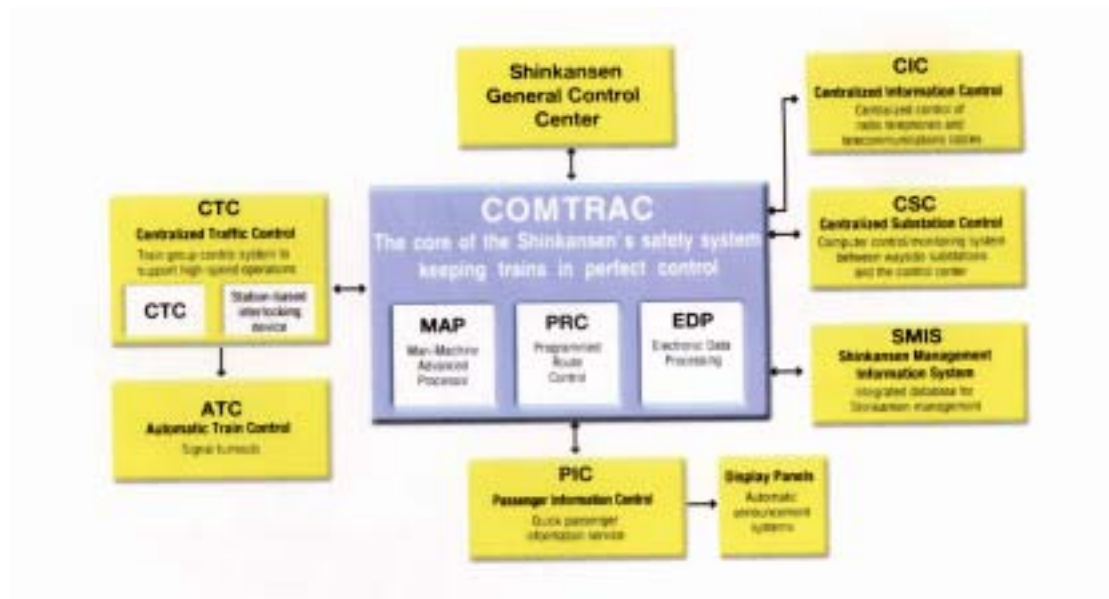 Shinkansen
General Control
Center
CIC
Centralized Information Control
Centralized control of
radio telephones and
telecommunications cables
CTC
Centralized Traffic Control
Train group control system to
support high-speed operations
CTC
Station-based
interlocking
device
COMTRAC
The core of the Shinkansen's safety system
keeping trains in perfect control
MAP
Man-Machine
Advanced
Processor
PRC
Programmed
Route
Control
EDP
Electronic Data
Processing
CSC
Centralized Substation Control
Computer control/monitoring system
between wayside substations
and the control center
SMIS
Shinkansen Management
Information System
Integrated database for
Shinkansen management
ATC
Automatic Train Control
Signal turnouts
PIC
Passenger Information Control
Quick passenger
information service
Display Panels
Automatic
announcement
systems